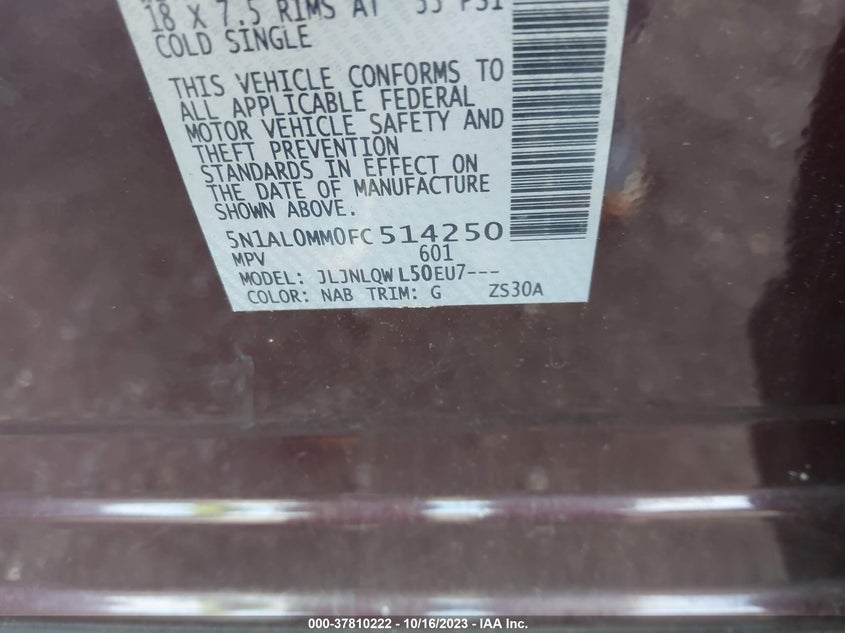 18 X 7.5 RIMS AT 35 PSI
COLD SINGLE
THIS VEHICLE CONFORMS TO
ALL APPLICABLE FEDERAL
MOTOR VEHICLE SAFETY AND
THEFT PREVENTION
STANDARDS IN EFFECT ON
THE DATE OF MANUFACTURE
SHOWN ABOVE.
5N1AL0MM0FC514250
MPV 601
MODEL: JLJNLQWL50EU7---
COLOR: NAB TRIM: G ZS30A
000-37810222 - 10/16/2023 - IAA Inc.